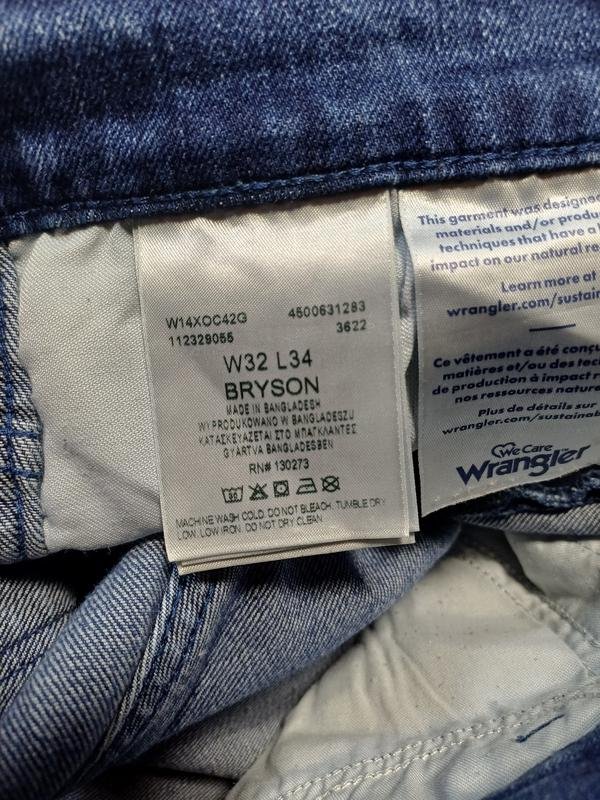 W14XOC42G 4500631283
112329055 3622
W32 L34
BRYSON
MADE IN BANGLADESH
WYPRODUKOWANO W BANGLADESZU
ΚΑΤΑΣΚΕΥΑΖΕΤΑΙ ΣΤΟ ΜΠΑΓΚΛΑΝΤΕΣ
GYÁRTVA BANGLADESBEN
RN# 130273
MACHINE WASH COLD. DO NOT BLEACH. TUMBLE DRY
LOW. LOW IRON. DO NOT DRY CLEAN
This garment was designed
materials and/or produ
techniques that have a l
impact on our natural re
Learn more at
wrangler.com/sustain
Ce vêtement a été conçu
matières et/ou des tec
de production à impact r
nos ressources nature
Plus de détails sur
wrangler.com/sustainab
We Care
Wrangler